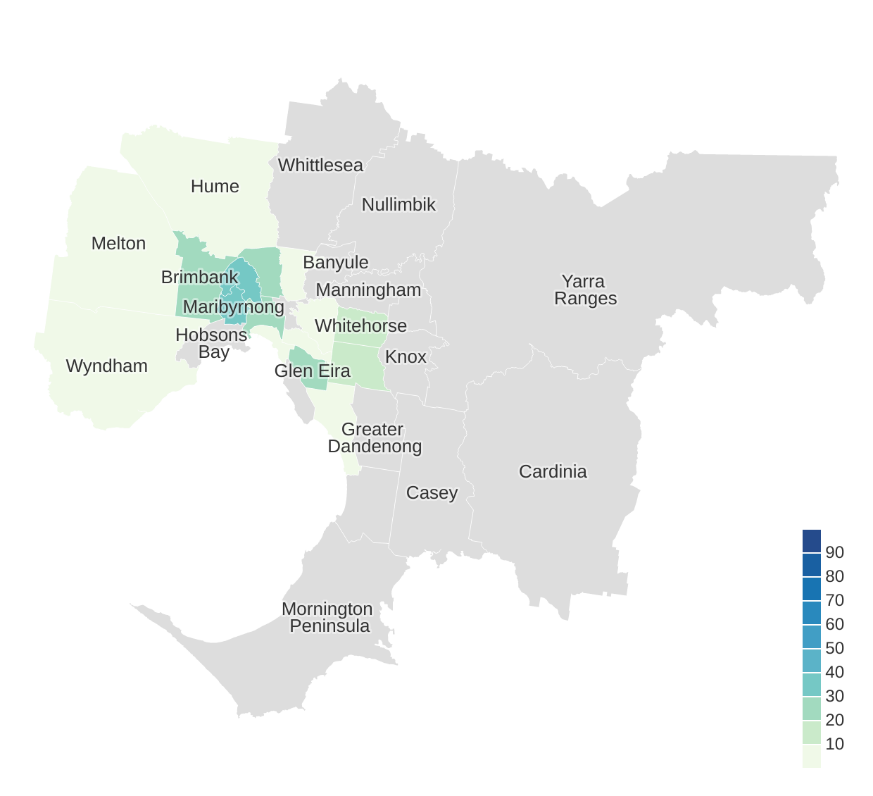 Whittlesea
Hume
Nullimbik
Melton
Banyule
Brimbank
Manningham
Yarra
Ranges
Maribyrnong
Whitehorse
Hobsons
Bay
Knox
Wyndham
Glen Eira
Greater
Dandenong
Cardinia
Casey
Mornington
Peninsula
90
80
70
60
50
40
30
20
10